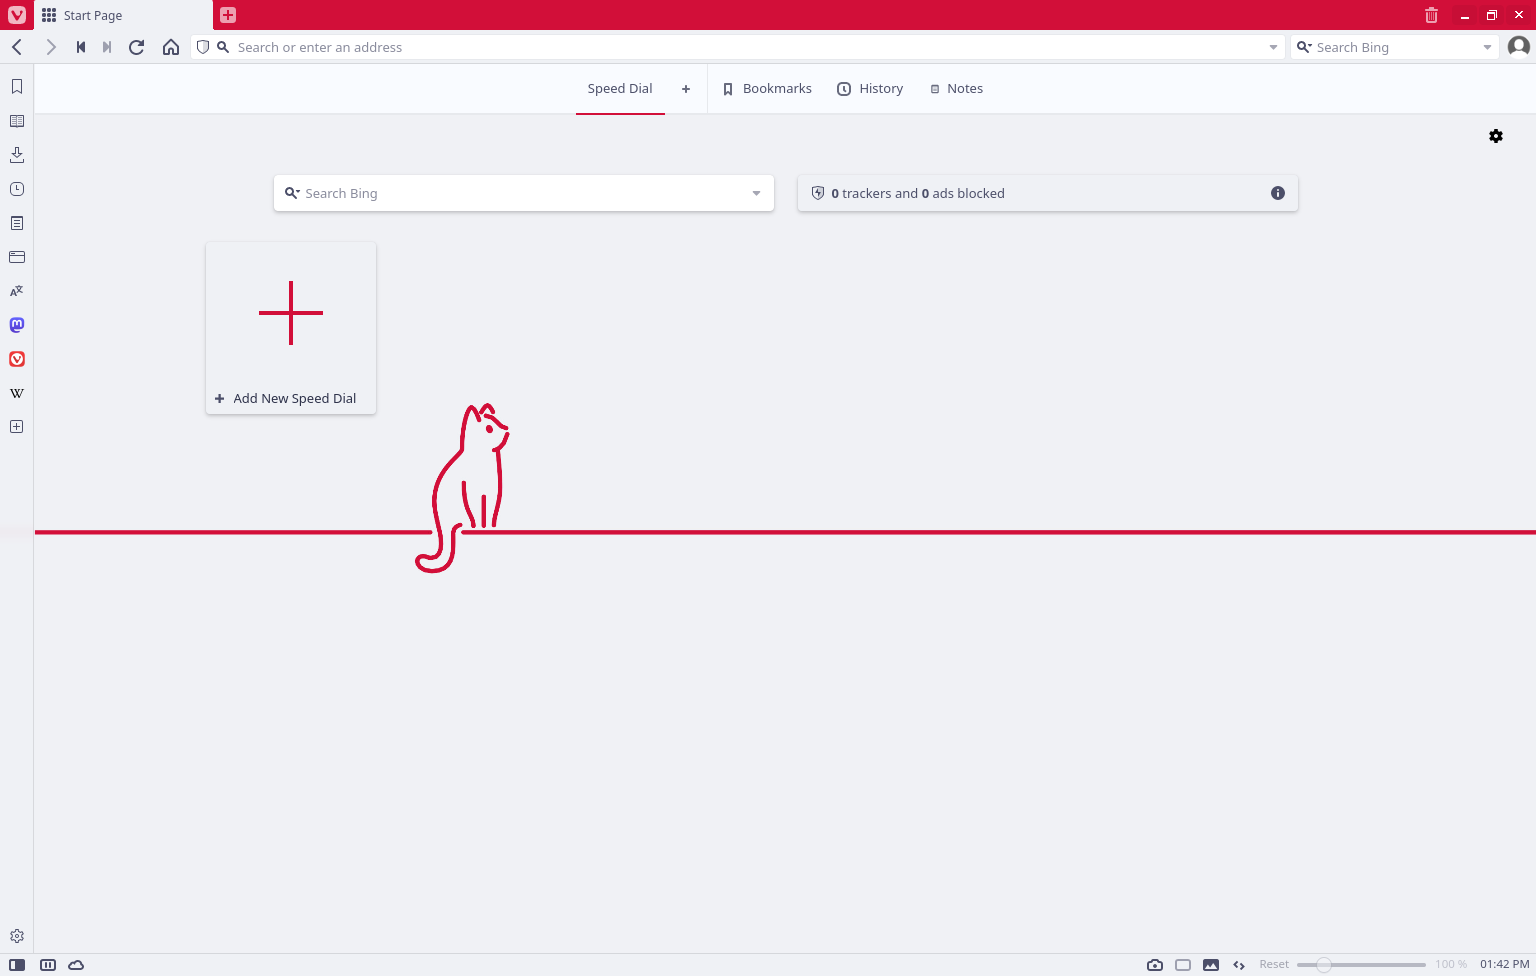 Start Page
Search or enter an address
Search Bing
Speed Dial
Bookmarks
History
Notes
Search Bing
0 trackers and 0 ads blocked
Add New Speed Dial
W
Reset
100 %
01:42 PM